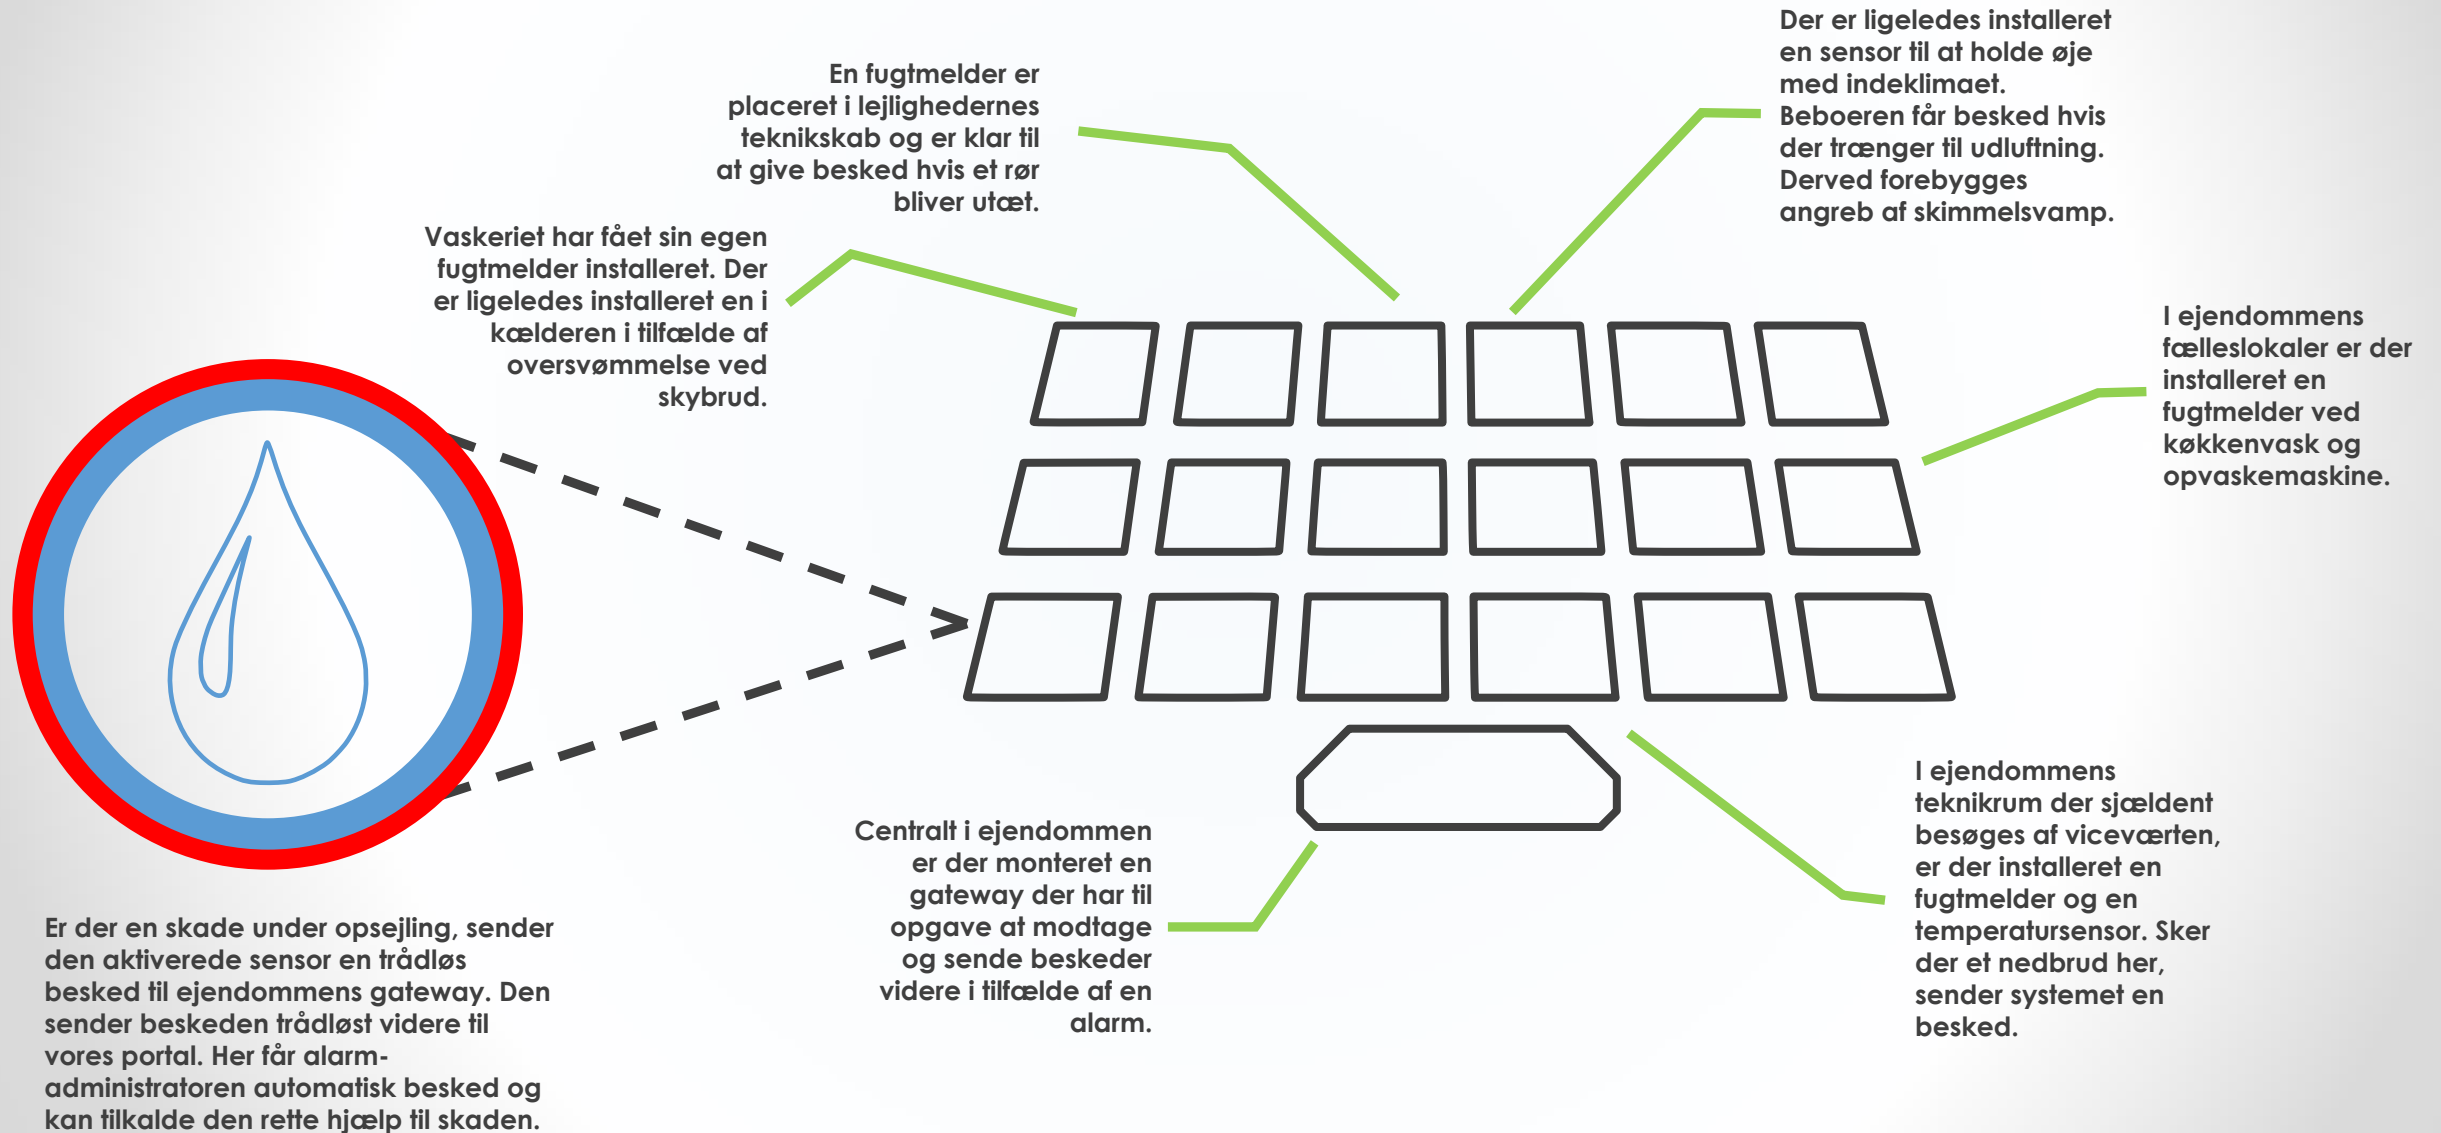 Der er ligeledes installeret
en sensor til at holde øje
med indeklimaet.
Beboeren får besked hvis
der trænger til udluftning.
Derved forebygges
angreb af skimmelsvamp.
En fugtmelder er
placeret i lejlighedernes
teknikskab og er klar til
at give besked hvis et rør
bliver utæt.
Vaskeriet har fået sin egen
fugtmelder installeret. Der
er ligeledes installeret en i
kælderen i tilfælde af
oversvømmelse ved
skybrud.
I ejendommens
fælleslokaler er der
installeret en
fugtmelder ved
køkkenvask og
opvaskemaskine.
I ejendommens
teknikrum der sjældent
besøges af viceværten,
er der installeret en
fugtmelder og en
temperatursensor. Sker
der et nedbrud her,
sender systemet en
besked.
Centralt i ejendommen
er der monteret en
gateway der har til
opgave at modtage
og sende beskeder
videre i tilfælde af en
alarm.
Er der en skade under opsejling, sender
den aktiverede sensor en trådløs
besked til ejendommens gateway. Den
sender beskeden trådløst videre til
vores portal. Her får alarm-
administratoren automatisk besked og
kan tilkalde den rette hjælp til skaden.